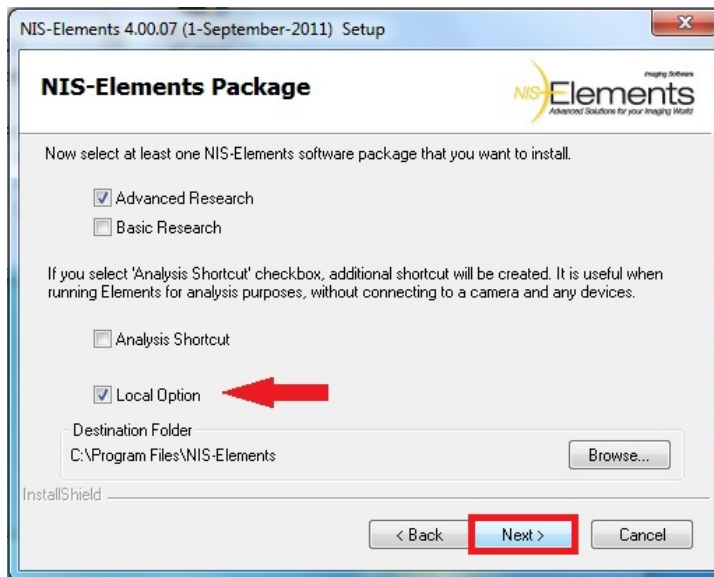 NIS-Elements 4.00.07 (1-September-2011) Setup
NIS-Elements Package
Imaging Software
NIS Elements
Advanced Solutions for your Imaging World
Now select at least one NIS-Elements software package that you want to install.
Advanced Research
Basic Research
If you select 'Analysis Shortcut' checkbox, additional shortcut will be created. It is useful when
running Elements for analysis purposes, without connecting to a camera and any devices.
Analysis Shortcut
Local Option
Destination Folder
C:\Program Files\NIS-Elements
Browse...
InstallShield
< Back
Next >
Cancel